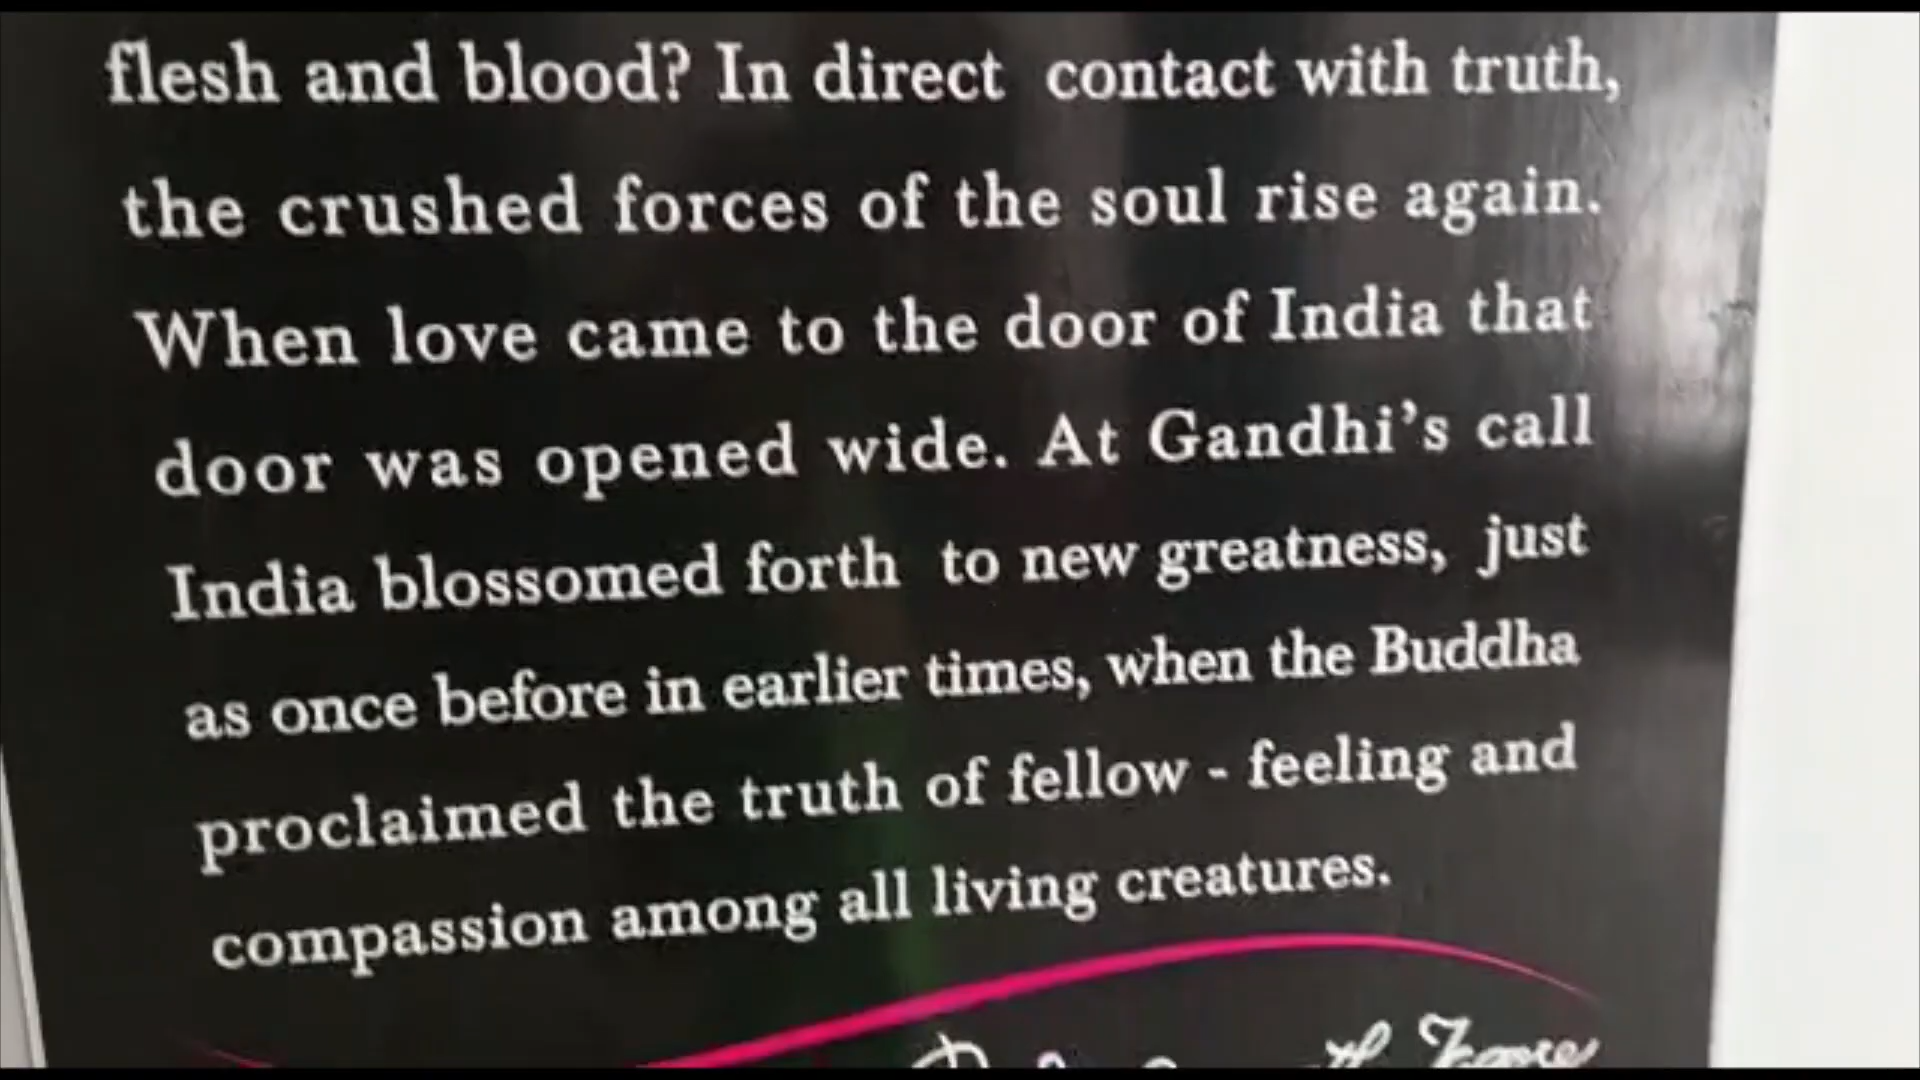 flesh and blood? In direct contact with truth,
the crushed forces of the soul rise again.
When love came to the door of India that
door was opened wide. At Gandhi's call
India blossomed forth to new greatness, just
as once before in earlier times, when the Buddha
proclaimed the truth of fellow - feeling and
compassion among all living creatures.